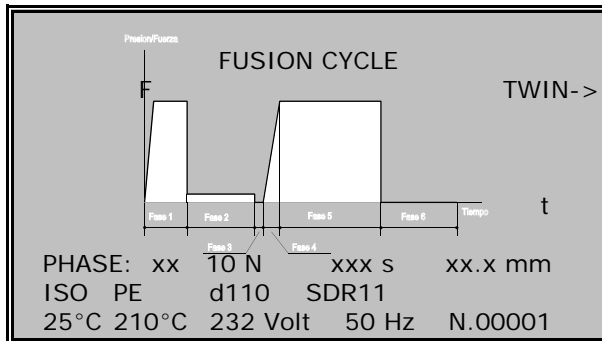 Presion/Fuerza
FUSION CYCLE
F
TWIN->
t
Tiempo
Fase 1 Fase 2 Fase 5 Fase 6
Fase 3 Fase 4
PHASE: xx 10 N xxx s xx.x mm
ISO PE d110 SDR11
25°C 210°C 232 Volt 50 Hz N.00001